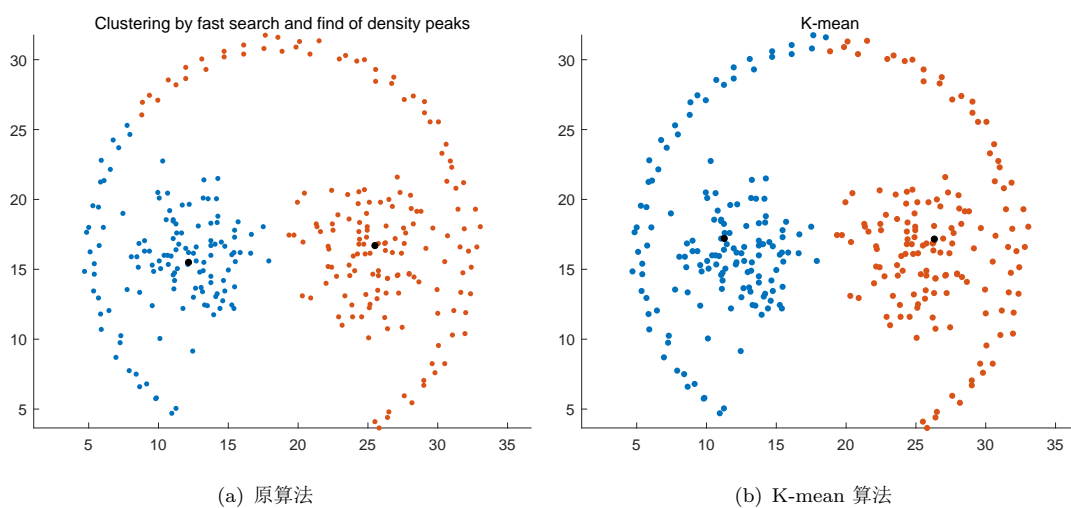 Clustering by fast search and find of density peaks
30
25
20
15
10
5
5 10 15 20 25 30 35
(a) 原算法
K-mean
30
25
20
15
10
5
5 10 15 20 25 30 35
(b) K-mean 算法